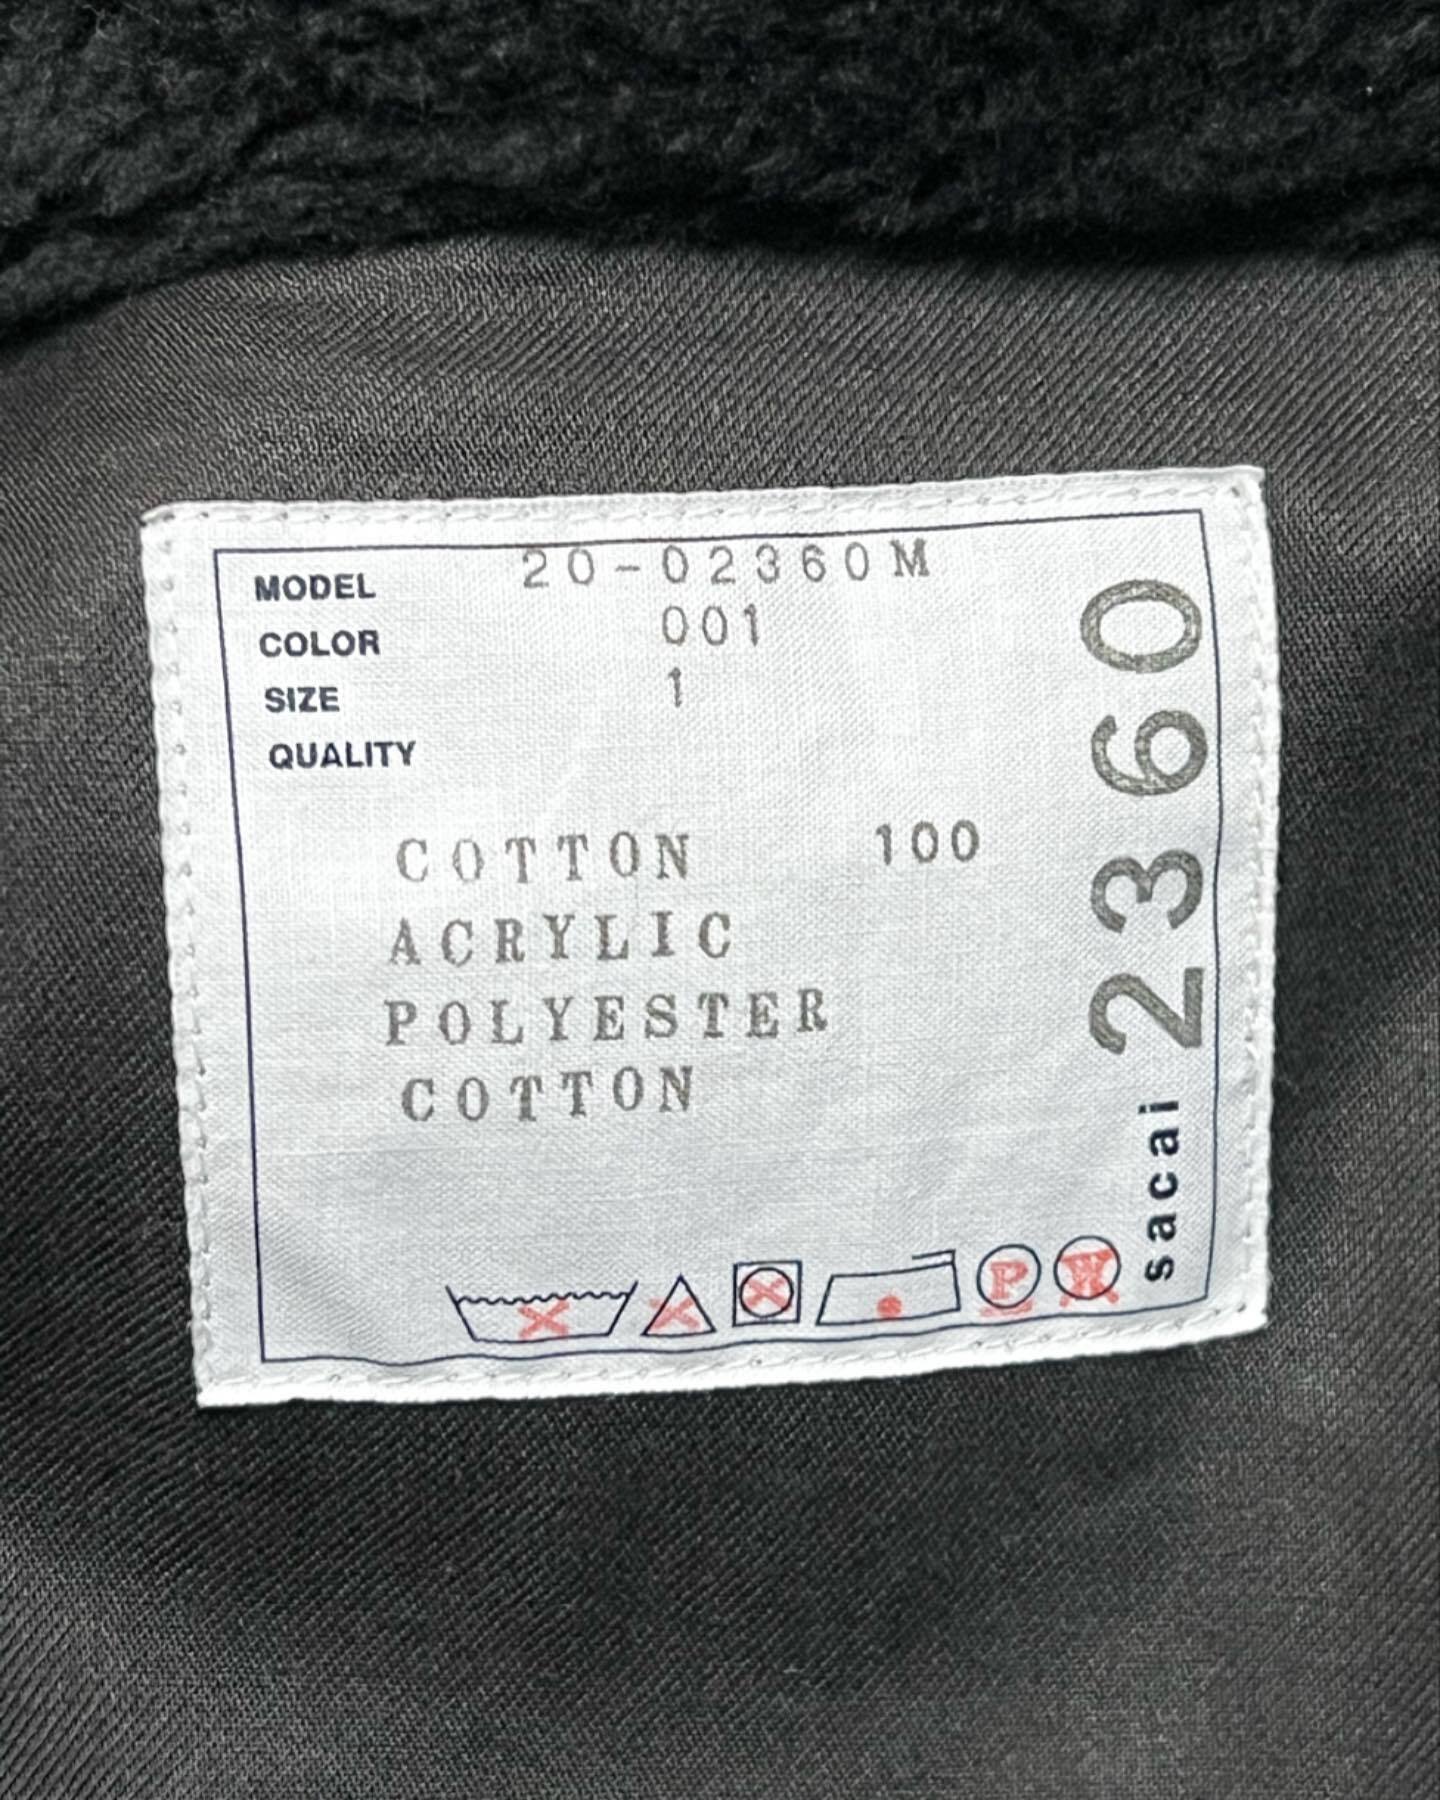 MODEL 20-02360M
COLOR 001
SIZE 1
QUALITY
COTTON 100
ACRYLIC
POLYESTER
COTTON
P W
sacai 2360